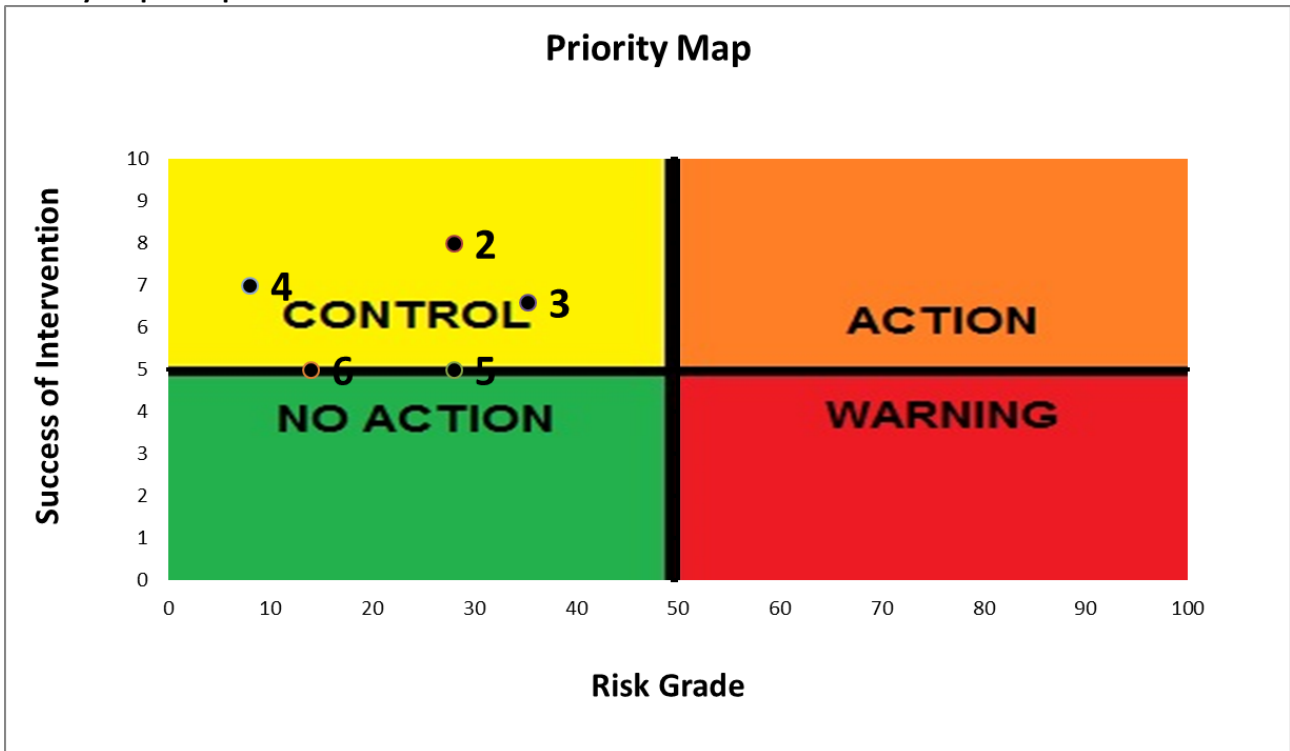 Priority Map
10
9
8
2
7
4
3
CONTROL
ACTION
6
5
6
5
NO ACTION
WARNING
4
3
2
1
0
0 10 20 30 40 50 60 70 80 90 100
Success of Intervention
Risk Grade